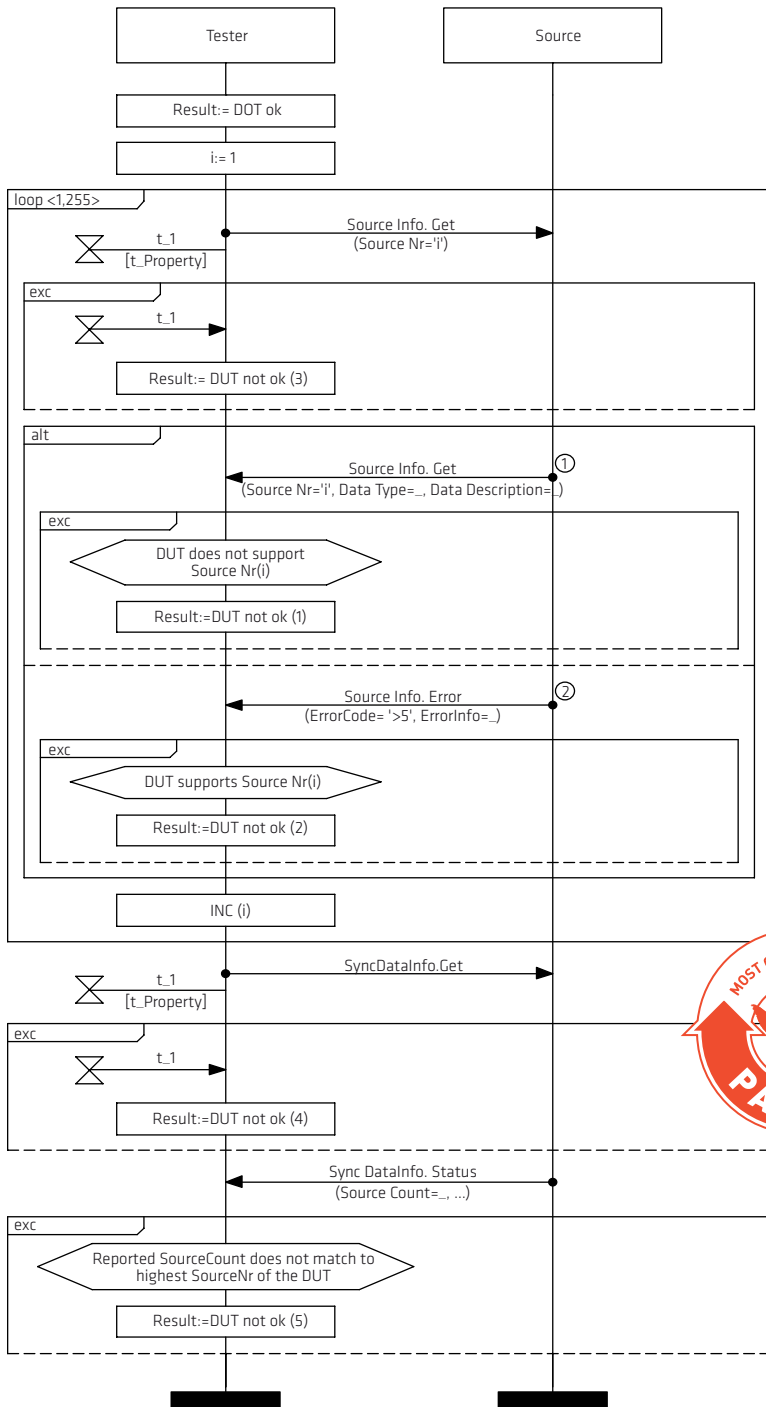 Tester
Source
Result:= DOT ok
i:= 1
loop <1,255>
Source Info. Get
(Source Nr='i')
t_1
[t_Property]
exc
t_1
Result:= DUT not ok (3)
alt
1
Source Info. Get
(Source Nr='i', Data Type=_, Data Description=_)
exc
DUT does not support
Source Nr(i)
Result:=DUT not ok (1)
2
Source Info. Error
(ErrorCode= '>5', ErrorInfo=_)
exc
DUT supports Source Nr(i)
Result:=DUT not ok (2)
INC (i)
SyncDataInfo.Get
t_1
[t_Property]
MOST
exc
t_1
PA
Result:=DUT not ok (4)
Sync DataInfo. Status
(Source Count=_, ...)
exc
Reported SourceCount does not match to
highest SourceNr of the DUT
Result:=DUT not ok (5)